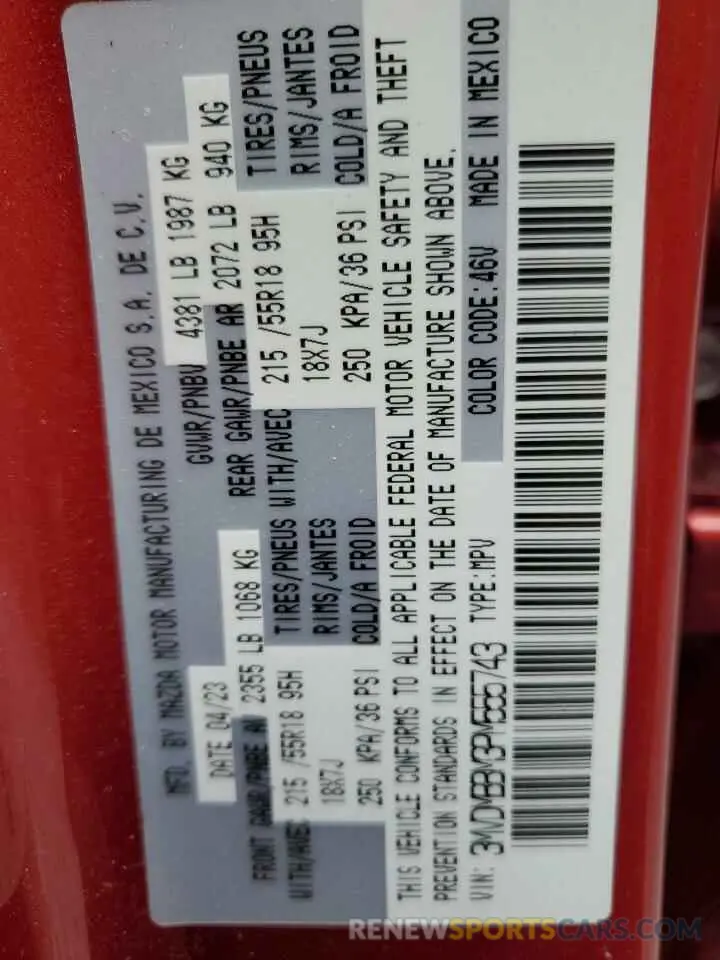 MFD. BY MAZDA MOTOR MANUFACTURING DE MEXICO S.A. DE C.V.
DATE 04/23 GVWR/PNBV 4381 LB 1987 KG
FRONT GAWR/PNBE AV 2355 LB 1068 KG REAR GAWR/PNBE AR 2072 LB 940 KG
WITH/AVEC 215 /55R18 95H TIRES/PNEUS WITH/AVEC 215 /55R18 95H TIRES/PNEUS
18X7J RIMS/JANTES 18X7J RIMS/JANTES
250 KPA/36 PSI COLD/A FROID 250 KPA/36 PSI COLD/A FROID
THIS VEHICLE CONFORMS TO ALL APPLICABLE FEDERAL MOTOR VEHICLE SAFETY AND THEFT
PREVENTION STANDARDS IN EFFECT ON THE DATE OF MANUFACTURE SHOWN ABOVE.
VIN: 3MVDMBBM3PM555743 TYPE:MPV COLOR CODE:46V MADE IN MEXICO
RENEWSPORTSCARS.COM